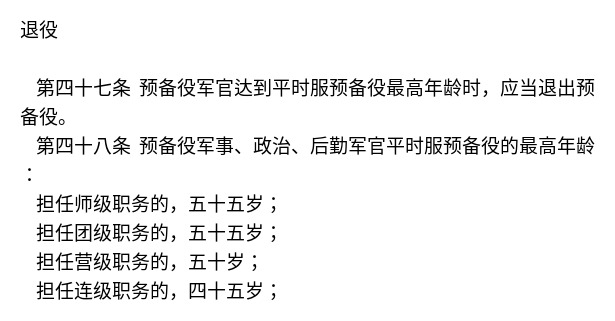 退役
第四十七条 预备役军官达到平时服预备役最高年龄时，应当退出预
备役。
第四十八条 预备役军事、政治、后勤军官平时服预备役的最高年龄
：
担任师级职务的，五十五岁；
担任团级职务的，五十五岁；
担任营级职务的，五十岁；
担任连级职务的，四十五岁；